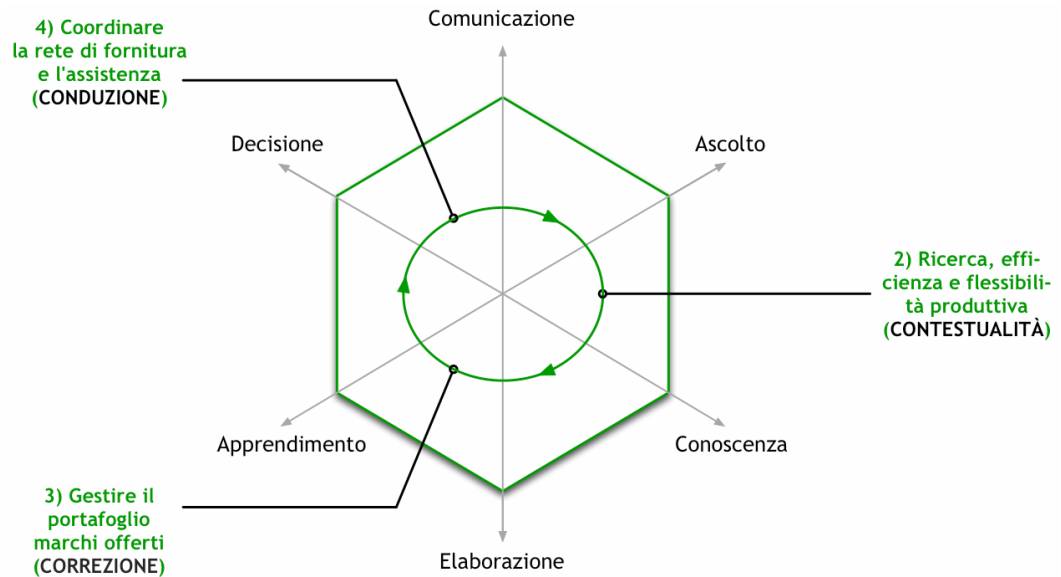 Comunicazione
4) Coordinare
la rete di fornitura
e l'assistenza
(CONDUZIONE)
Decisione
Ascolto
2) Ricerca, effi-
cienza e flessibili-
tà produttiva
(CONTESTUALITÀ)
Apprendimento
Conoscenza
3) Gestire il
portafoglio
marchi offerti
(CORREZIONE)
Elaborazione